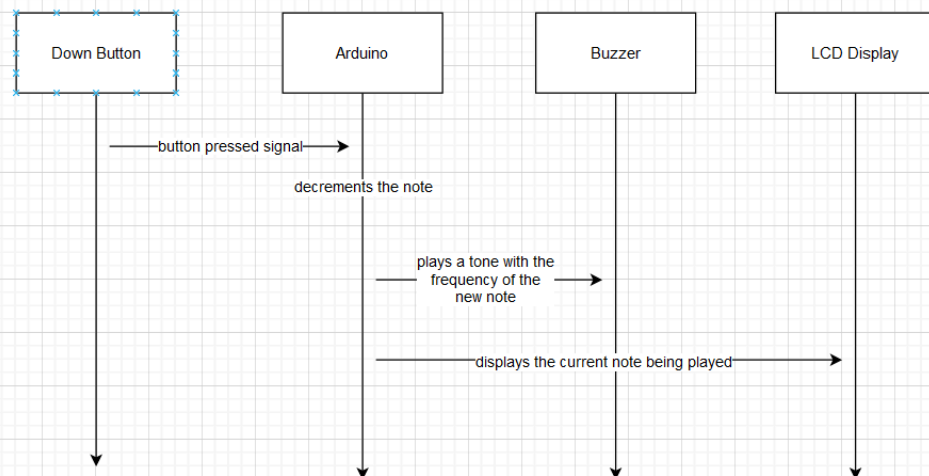 Down Button
Arduino
Buzzer
LCD Display
button pressed signal
decrements the note
plays a tone with the
frequency of the
new note
displays the current note being played